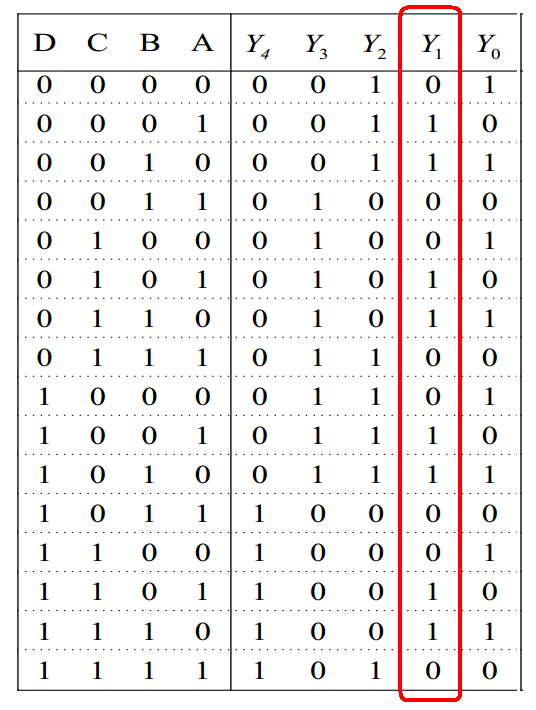 D C B A Y4 Y3 Y2 Y1 Y0
0 0 0 0 0 0 1 0 1
0 0 0 1 0 0 1 1 0
0 0 1 0 0 0 1 1 1
0 0 1 1 0 1 0 0 0
0 1 0 0 0 1 0 0 1
0 1 0 1 0 1 0 1 0
0 1 1 0 0 1 0 1 1
0 1 1 1 0 1 1 0 0
1 0 0 0 0 1 1 0 1
1 0 0 1 0 1 1 1 0
1 0 1 0 0 1 1 1 1
1 0 1 1 1 0 0 0 0
1 1 0 0 1 0 0 0 1
1 1 0 1 1 0 0 1 0
1 1 1 0 1 0 0 1 1
1 1 1 1 1 0 1 0 0